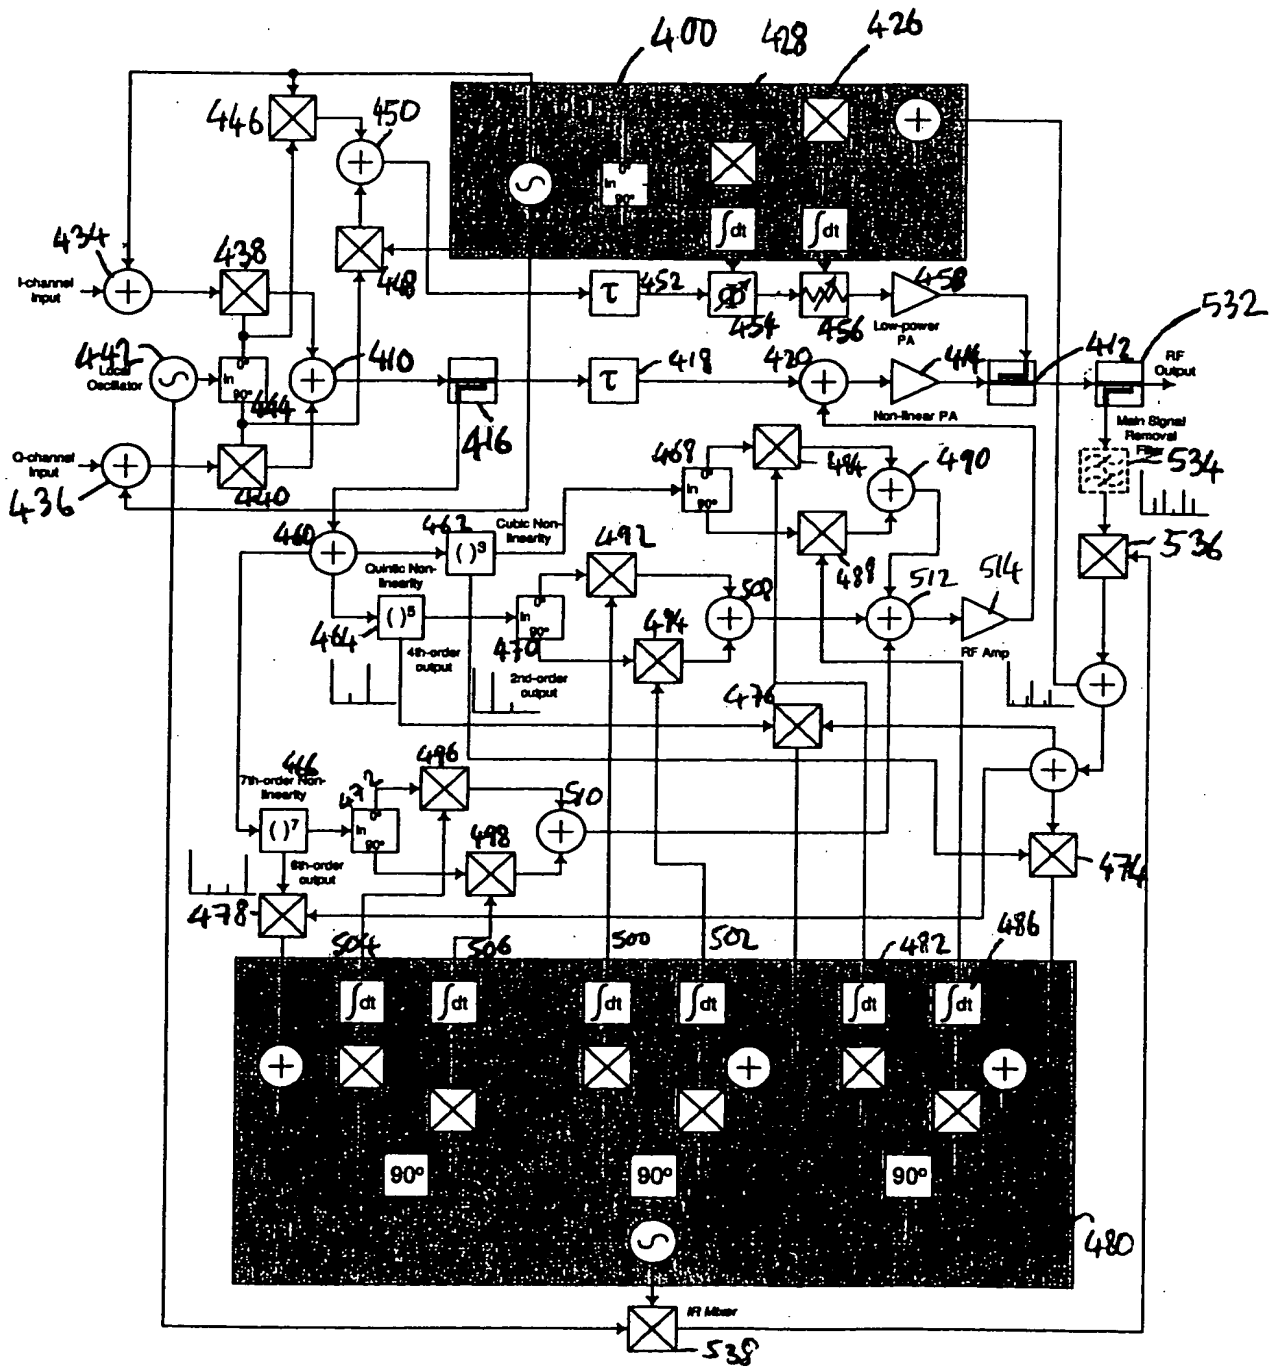 400
428
426
446
450
0°
In
90°
∫dt
∫dt
434
438
448
I-channel
Input
τ
452
Φ
454
456
458
Low-power
PA
532
442
Local
Oscillator
In
0°
90°
444
410
416
τ
418
420
414
Non-linear PA
412
RF
Output
Main Signal
Removal
Filter
534
Q-channel
Input
436
440
468
In
0°
90°
484
490
488
460
462
( )3
Cubic Non-
linearity
492
536
Quintic Non-
linearity
( )5
464
4th-order
output
In
0°
90°
470
2nd-order
output
494
508
512
514
RF Amp
476
466
7th-order Non-
linearity
( )7
6th-order
output
472
In
0°
90°
496
498
510
474
478
504
506
500
502
482
486
∫dt
∫dt
∫dt
∫dt
∫dt
∫dt
90°
90°
90°
480
IR Mixer
538